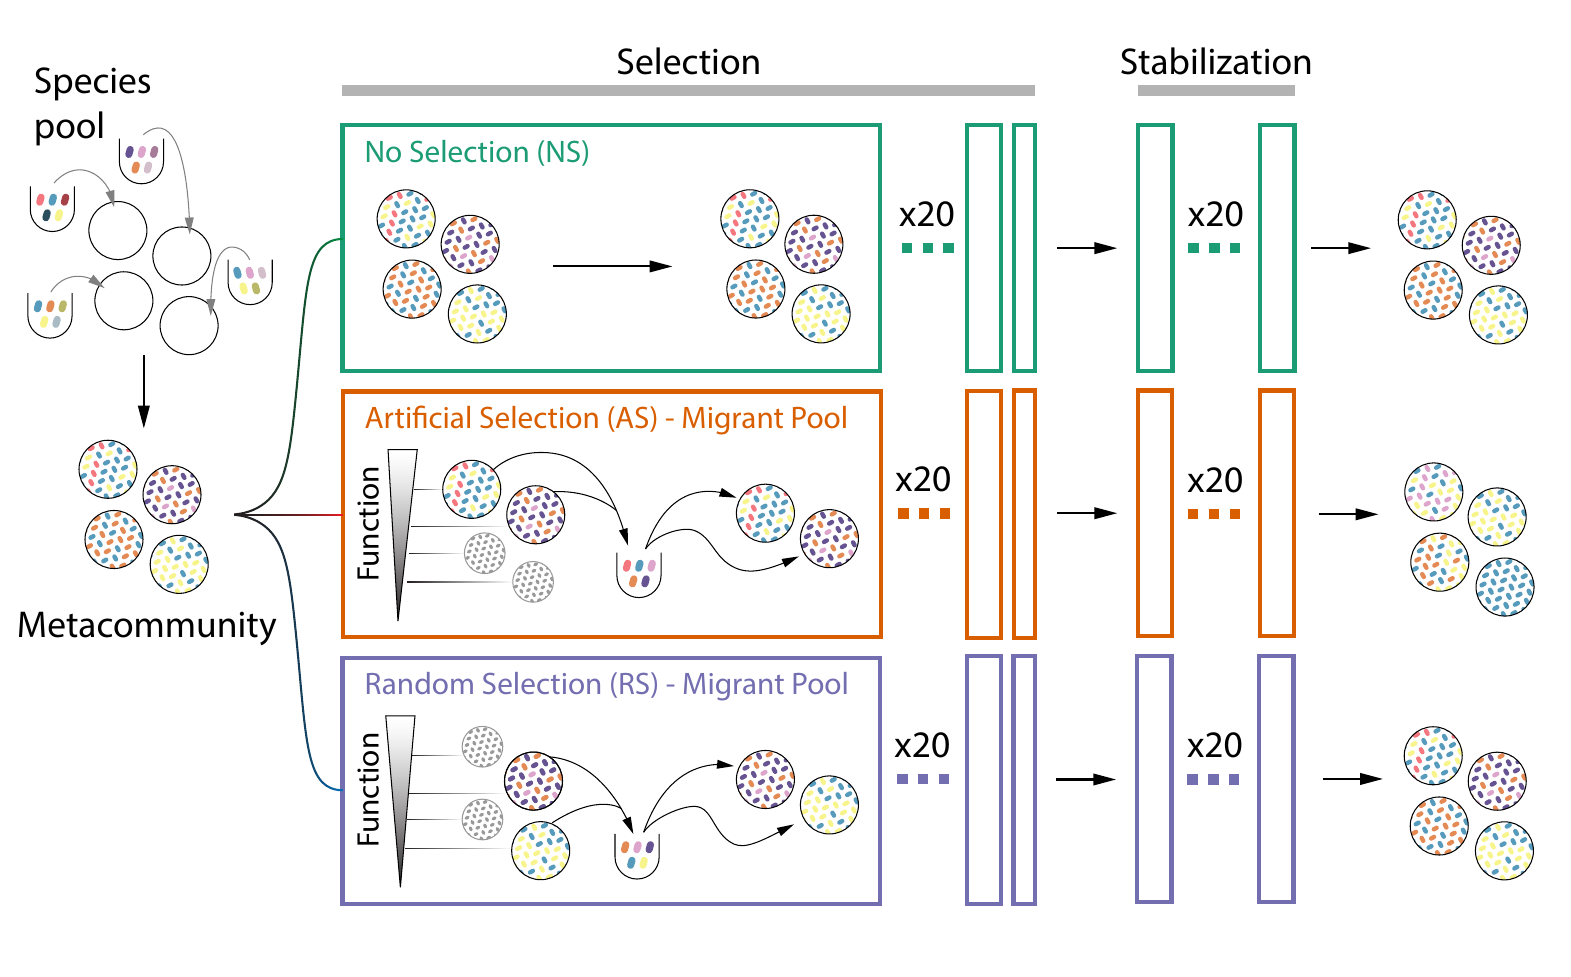 Species
pool
Metacommunity
Selection
Stabilization
No Selection (NS)
x20
x20
Artificial Selection (AS) - Migrant Pool
Function
x20
x20
Random Selection (RS) - Migrant Pool
Function
x20
x20